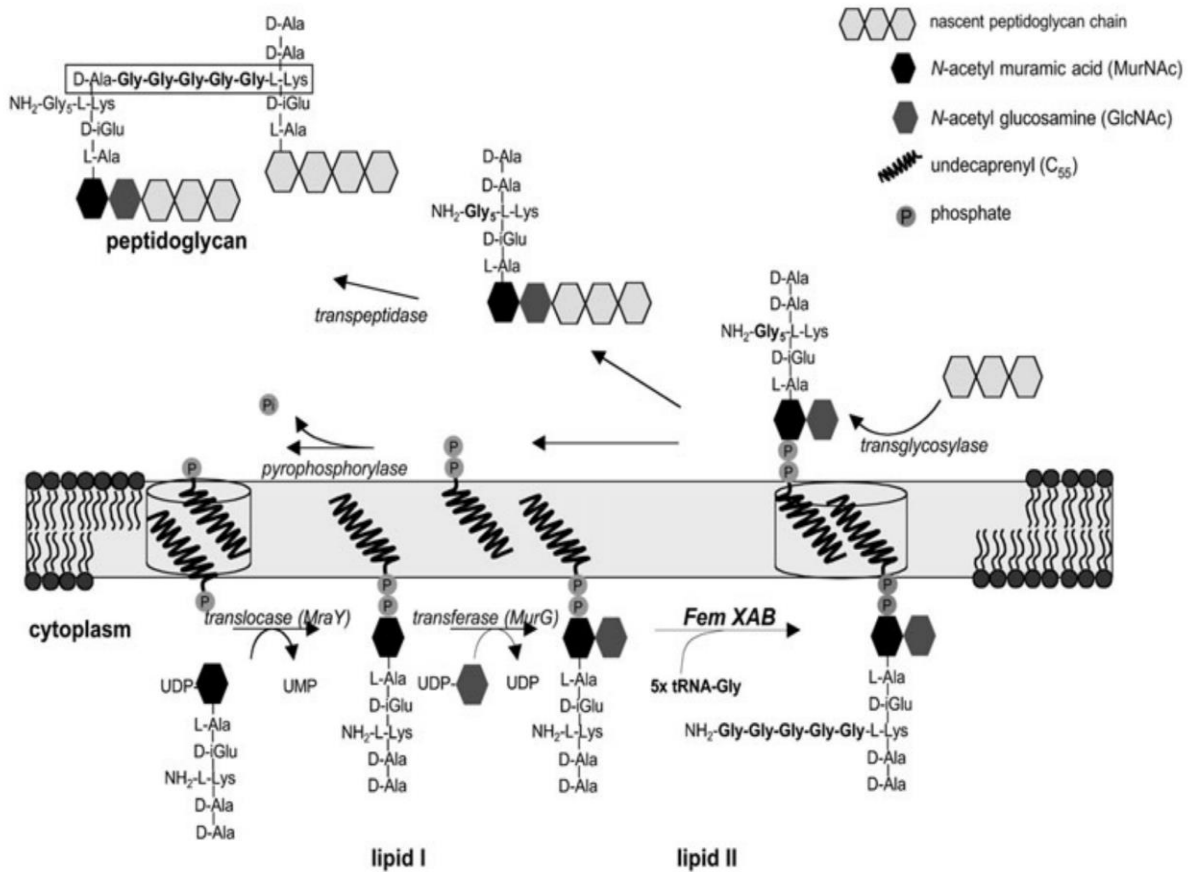 D-Ala
D-Ala
D-Ala-Gly-Gly-Gly-Gly-Gly-L-Lys
NH₂-Gly₅-L-Lys
D-iGlu
D-iGlu
L-Ala
L-Ala
peptidoglycan
nascent peptidoglycan chain
N-acetyl muramic acid (MurNAc)
N-acetyl glucosamine (GlcNAc)
undecaprenyl (C₅₅)
P phosphate
D-Ala
D-Ala
NH₂-Gly₅-L-Lys
D-iGlu
L-Ala
transpeptidase
D-Ala
D-Ala
NH₂-Gly₅-L-Lys
D-iGlu
L-Ala
transglycosylase
Pi
pyrophosphorylase
P
P
P
P
P
P
P
P
P
P
P
P
P
cytoplasm
translocase (MraY)
transferase (MurG)
Fem XAB
UDP-
UMP
UDP-
UDP
5x tRNA-Gly
L-Ala
D-iGlu
NH₂-L-Lys
D-Ala
D-Ala
L-Ala
D-iGlu
NH₂-L-Lys
D-Ala
D-Ala
L-Ala
D-iGlu
NH₂-L-Lys
D-Ala
D-Ala
L-Ala
D-iGlu
NH₂-Gly-Gly-Gly-Gly-Gly-L-Lys
D-Ala
D-Ala
lipid I
lipid II